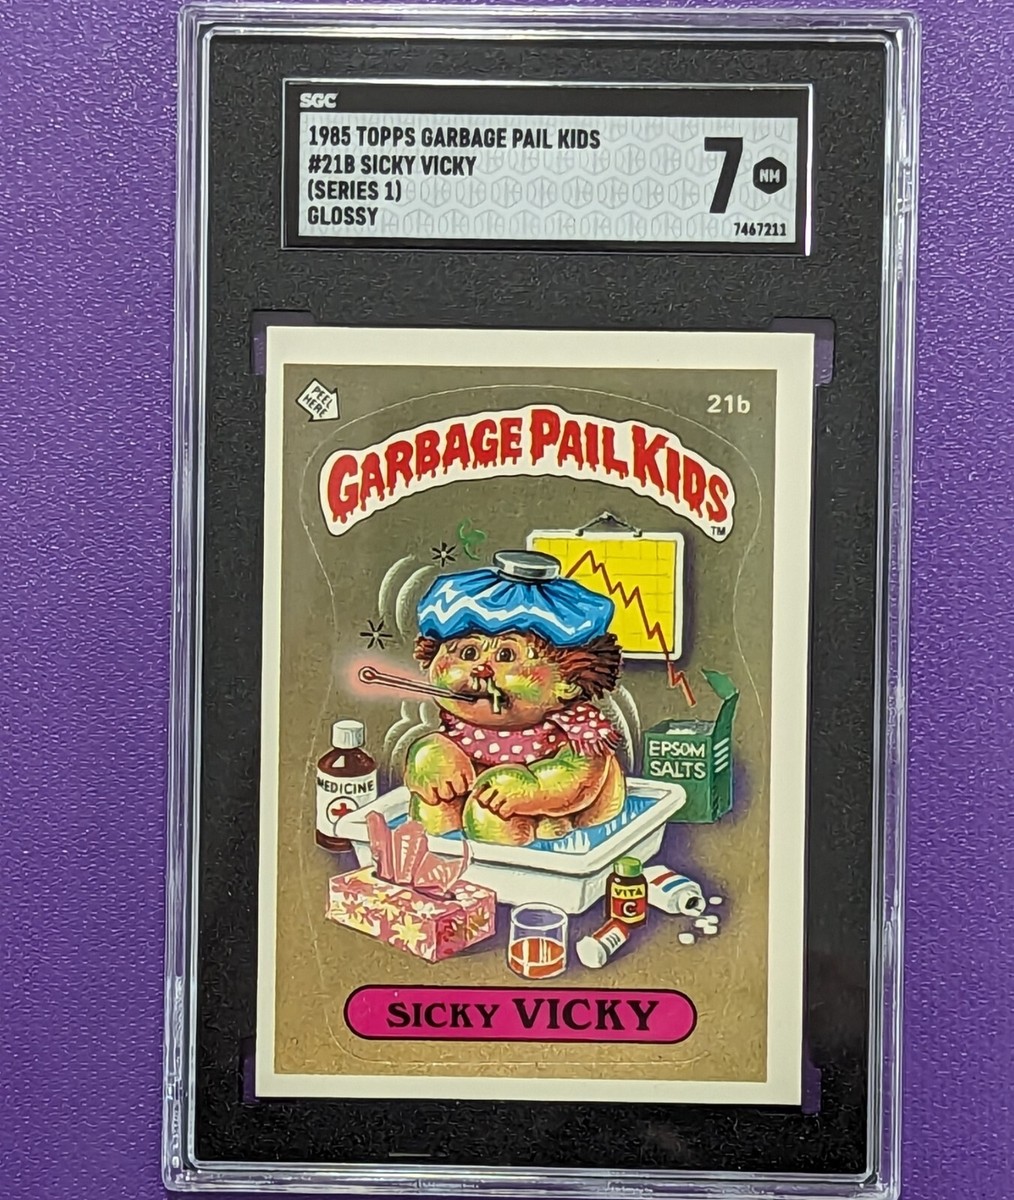 SGC
1985 TOPPS GARBAGE PAIL KIDS
#21B SICKY VICKY
(SERIES 1)
GLOSSY
7
NM
7467211
PEEL
HERE
21b
GARBAGE PAIL KIDS
TM
EPSOM
SALTS
MEDICINE
VITA
C
SICKY VICKY